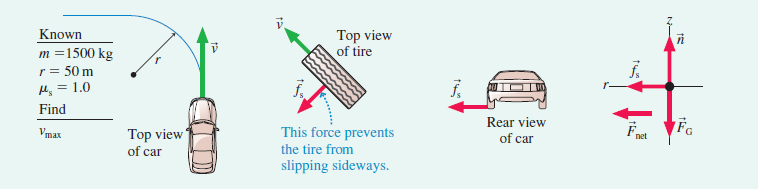 Known
m = 1500 kg
r = 50 m
μs = 1.0
Find
vmax
r
v⃗
Top view
of car
v⃗
Top view
of tire
f⃗s
This force prevents
the tire from
slipping sideways.
f⃗s
Rear view
of car
z
n⃗
f⃗s
r
F⃗net
F⃗G